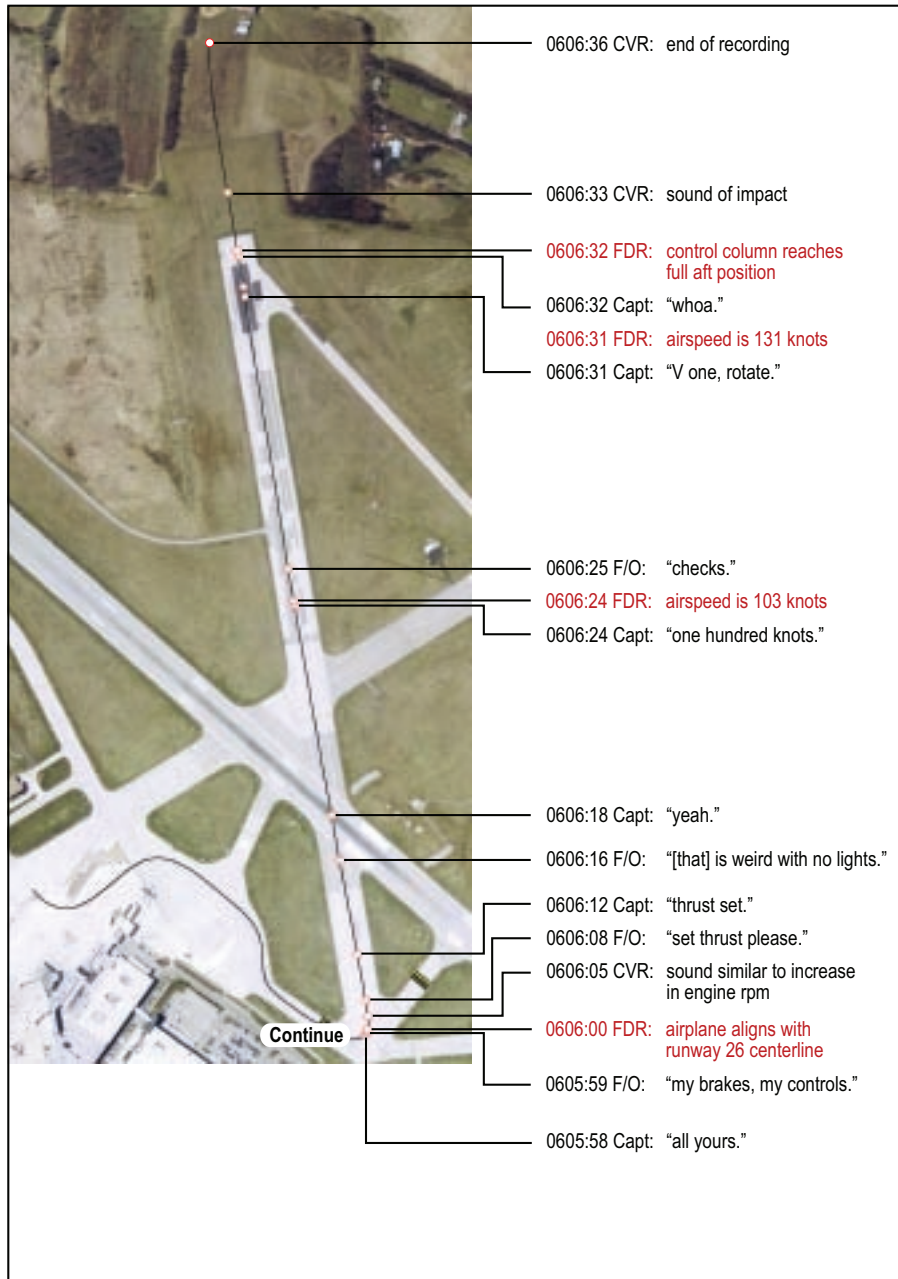 0606:36 CVR: end of recording
0606:33 CVR: sound of impact
0606:32 FDR: control column reaches
full aft position
0606:32 Capt: “whoa.”
0606:31 FDR: airspeed is 131 knots
0606:31 Capt: “V one, rotate.”
0606:25 F/O: “checks.”
0606:24 FDR: airspeed is 103 knots
0606:24 Capt: “one hundred knots.”
0606:18 Capt: “yeah.”
0606:16 F/O: “[that] is weird with no lights.”
0606:12 Capt: “thrust set.”
0606:08 F/O: “set thrust please.”
0606:05 CVR: sound similar to increase
in engine rpm
Continue
0606:00 FDR: airplane aligns with
runway 26 centerline
0605:59 F/O: “my brakes, my controls.”
0605:58 Capt: “all yours.”